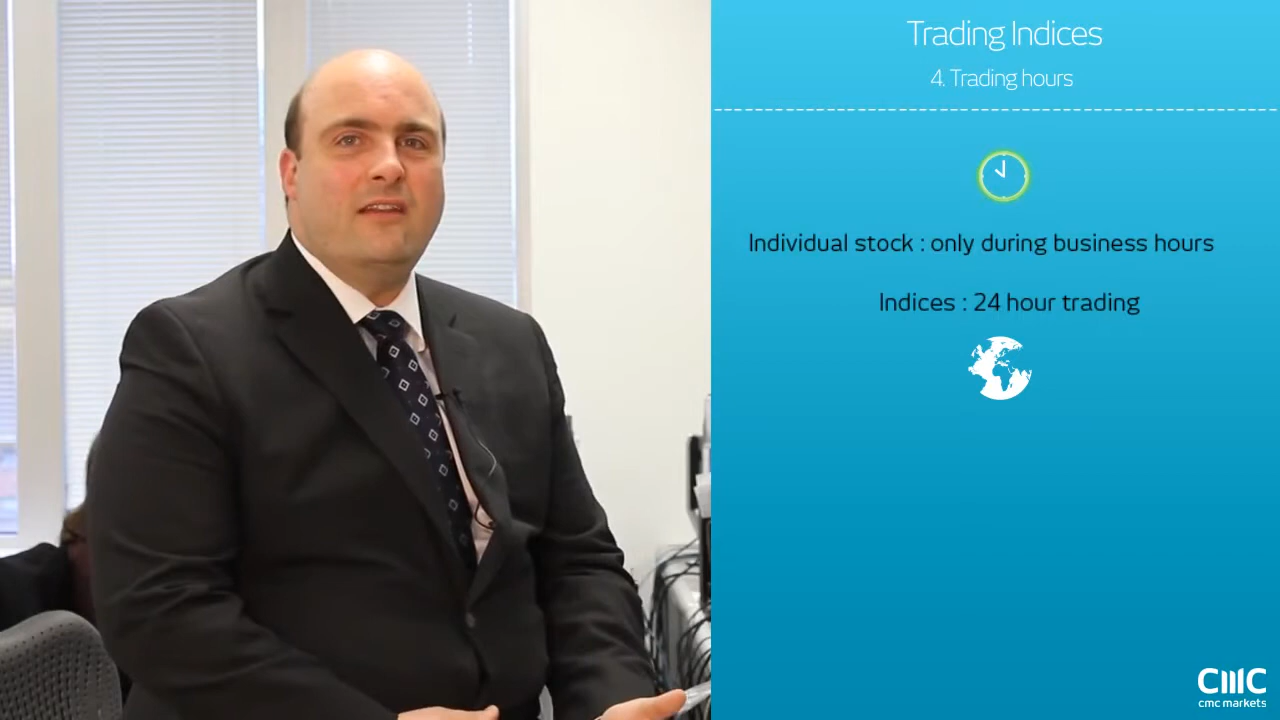 Trading Indices
4. Trading hours
Individual stock : only during business hours
Indices : 24 hour trading
CMC
cmc markets